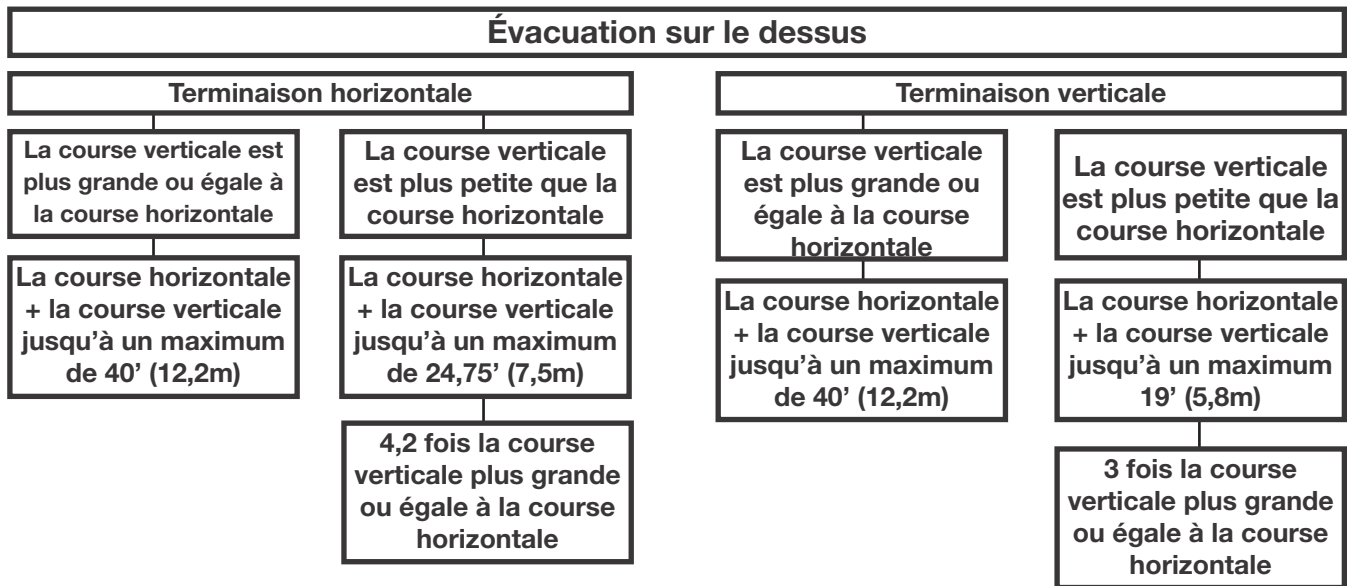 Évacuation sur le dessus
Terminaison horizontale
La course verticale est
plus grande ou égale à
la course horizontale
La course horizontale
+ la course verticale
jusqu’à un maximum
de 40’ (12,2m)
La course verticale
est plus petite que la
course horizontale
La course horizontale
+ la course verticale
jusqu’à un maximum
de 24,75’ (7,5m)
4,2 fois la course
verticale plus grande
ou égale à la course
horizontale
Terminaison verticale
La course verticale
est plus grande ou
égale à la course
horizontale
La course horizontale
+ la course verticale
jusqu’à un maximum
de 40’ (12,2m)
La course verticale
est plus petite que la
course horizontale
La course horizontale
+ la course verticale
jusqu’à un maximum
19’ (5,8m)
3 fois la course
verticale plus grande
ou égale à la course
horizontale